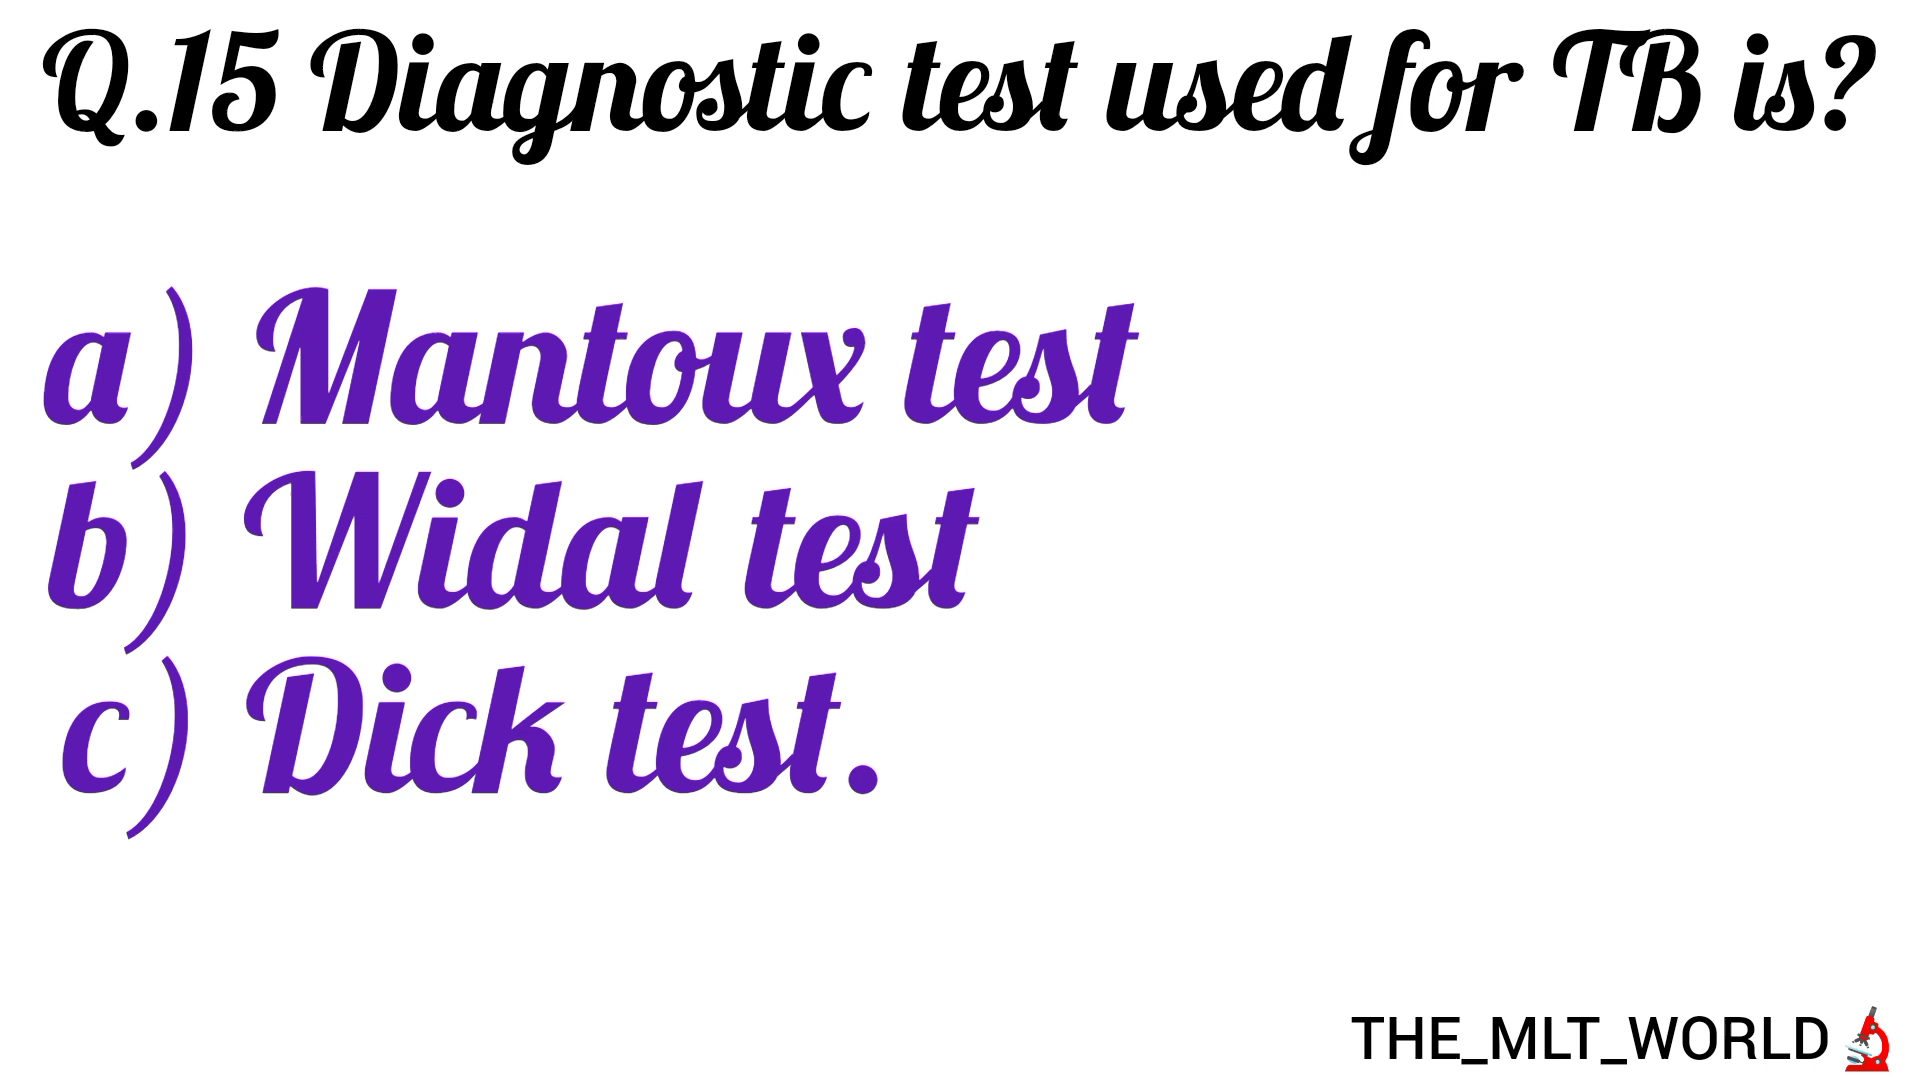 Q.15 Diagnostic test used for TB is?
a) Mantoux test
b) Widal test
c) Dick test.
THE_MLT_WORLD